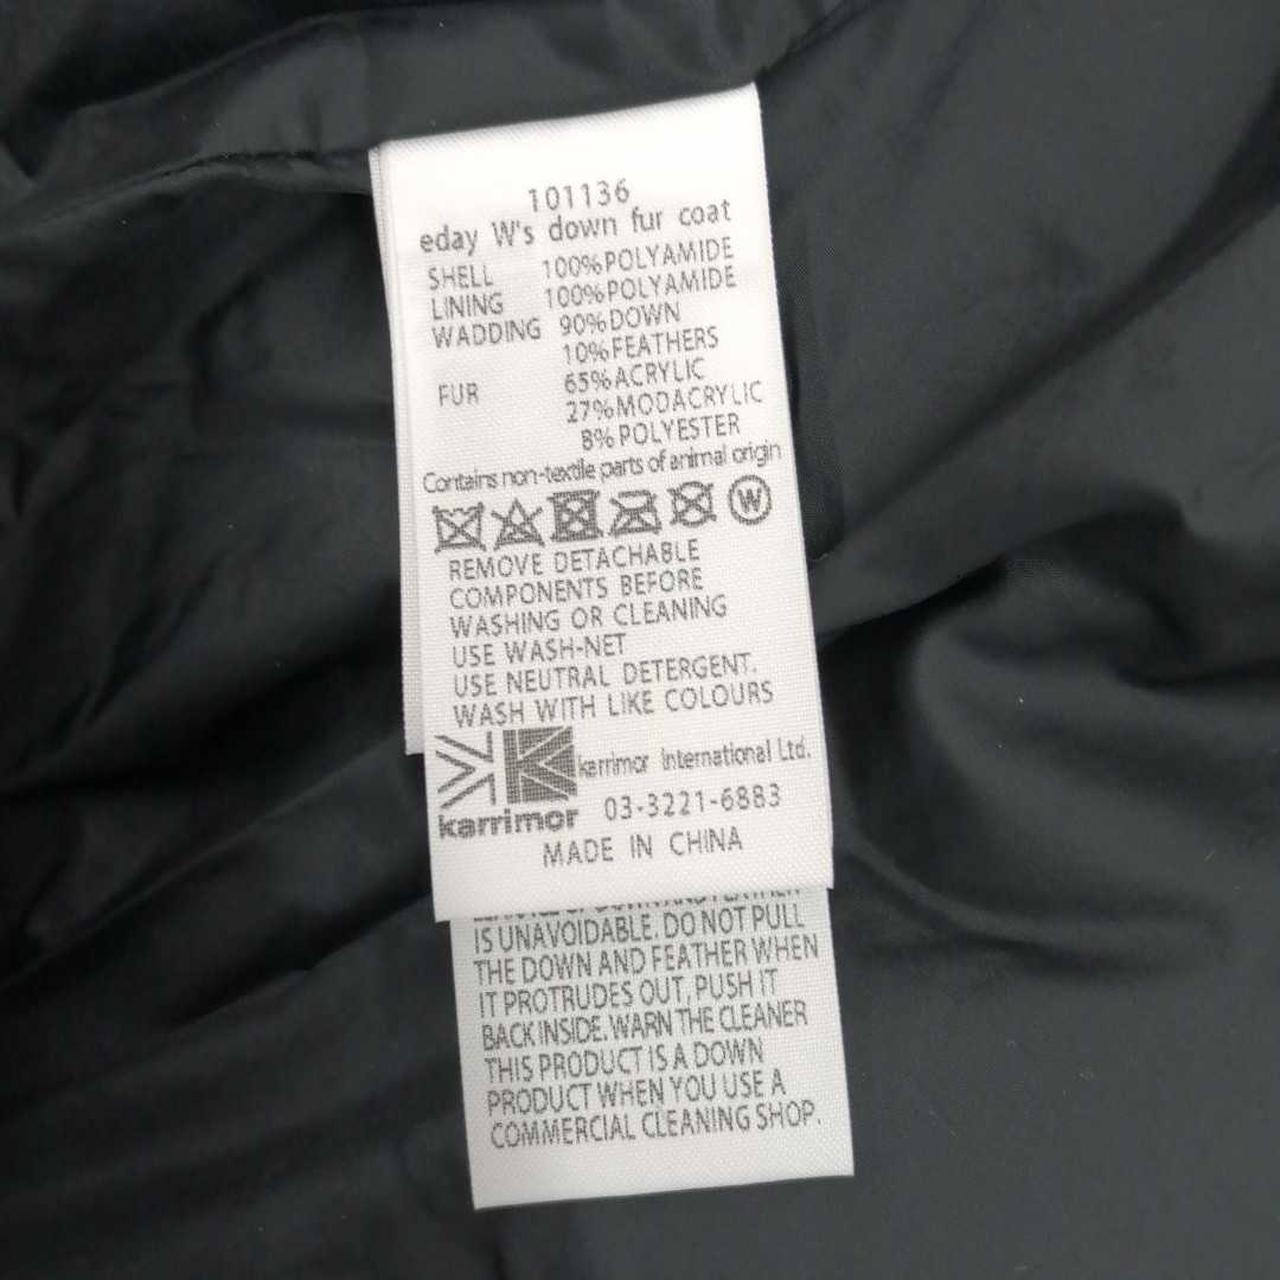 101136
eday W's down fur coat
SHELL 100%POLYAMIDE
LINING 100%POLYAMIDE
WADDING 90%DOWN
10%FEATHERS
FUR 65%ACRYLIC
27%MODACRYLIC
8%POLYESTER
Contains non-textile parts of animal origin
W
REMOVE DETACHABLE
COMPONENTS BEFORE
WASHING OR CLEANING
USE WASH-NET
USE NEUTRAL DETERGENT.
WASH WITH LIKE COLOURS
karrimor International Ltd.
karrimor 03-3221-6883
MADE IN CHINA
IS UNAVOIDABLE. DO NOT PULL
THE DOWN AND FEATHER WHEN
IT PROTRUDES OUT, PUSH IT
BACK INSIDE. WARN THE CLEANER
THIS PRODUCT IS A DOWN
PRODUCT WHEN YOU USE A
COMMERCIAL CLEANING SHOP.